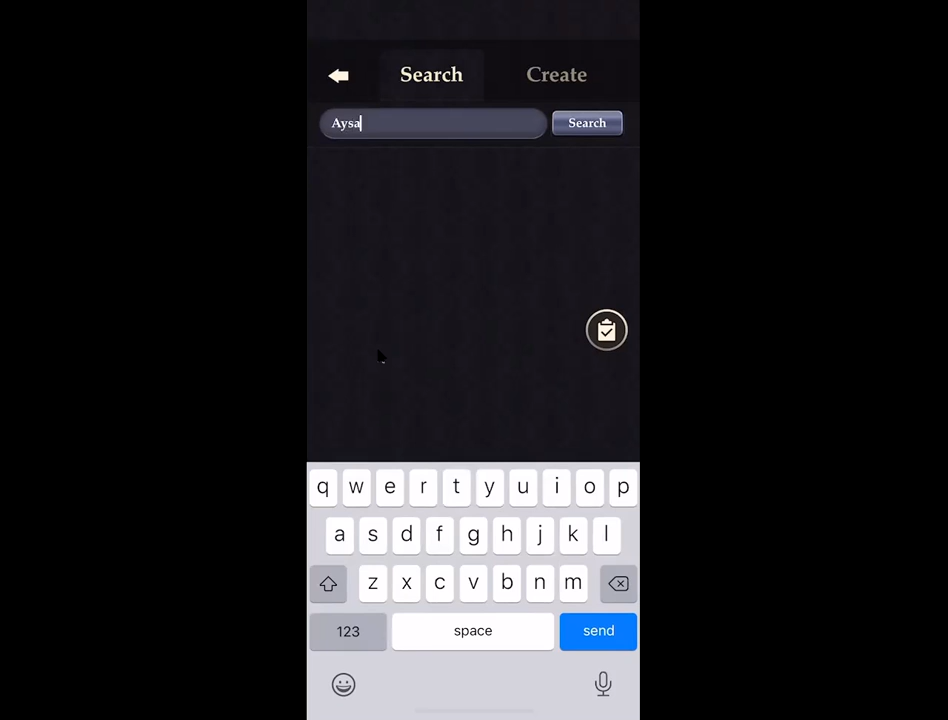 Search Create
Aysa Search
q w e r t y u i o p
a s d f g h j k l
z x c v b n m
123 space send